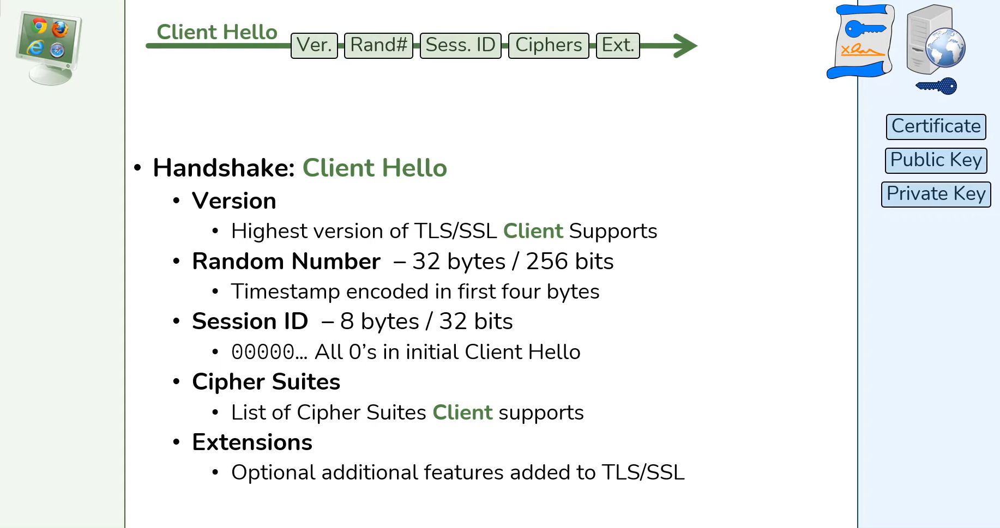 Client Hello
Ver. Rand# Sess. ID Ciphers Ext.
Certificate
Public Key
Private Key
• Handshake: Client Hello
• Version
• Highest version of TLS/SSL Client Supports
• Random Number – 32 bytes / 256 bits
• Timestamp encoded in first four bytes
• Session ID – 8 bytes / 32 bits
• 00000... All 0’s in initial Client Hello
• Cipher Suites
• List of Cipher Suites Client supports
• Extensions
• Optional additional features added to TLS/SSL